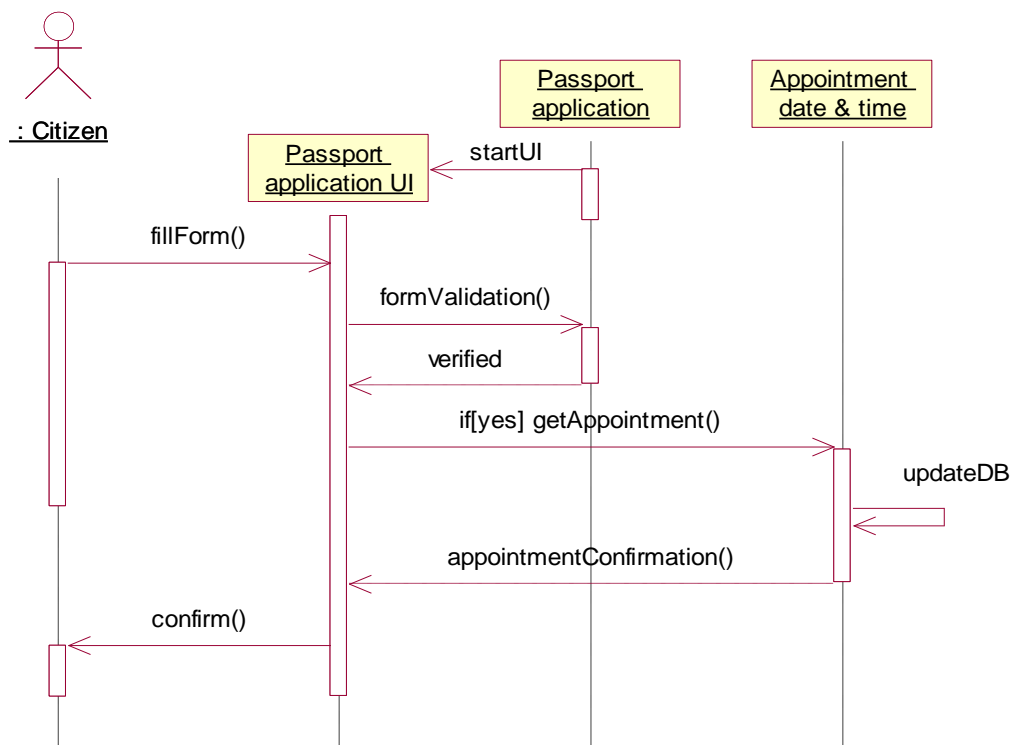 Passport
application
Appointment
date & time
: Citizen
Passport
application UI
startUI
fillForm()
formValidation()
verified
if[yes] getAppointment()
updateDB
appointmentConfirmation()
confirm()